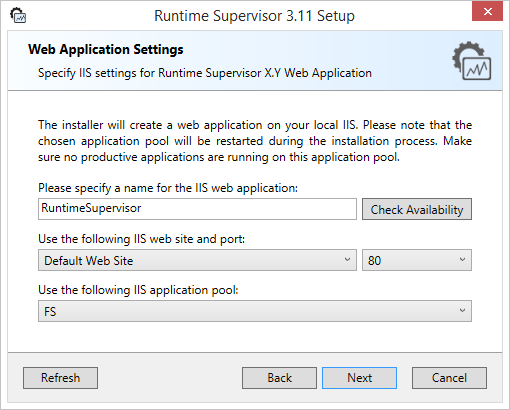 Runtime Supervisor 3.11 Setup
Web Application Settings
Specify IIS settings for Runtime Supervisor X.Y Web Application
The installer will create a web application on your local IIS. Please note that the
chosen application pool will be restarted during the installation process. Make
sure no productive applications are running on this application pool.
Please specify a name for the IIS web application:
RuntimeSupervisor
Check Availability
Use the following IIS web site and port:
Default Web Site
80
Use the following IIS application pool:
FS
Refresh
Back
Next
Cancel